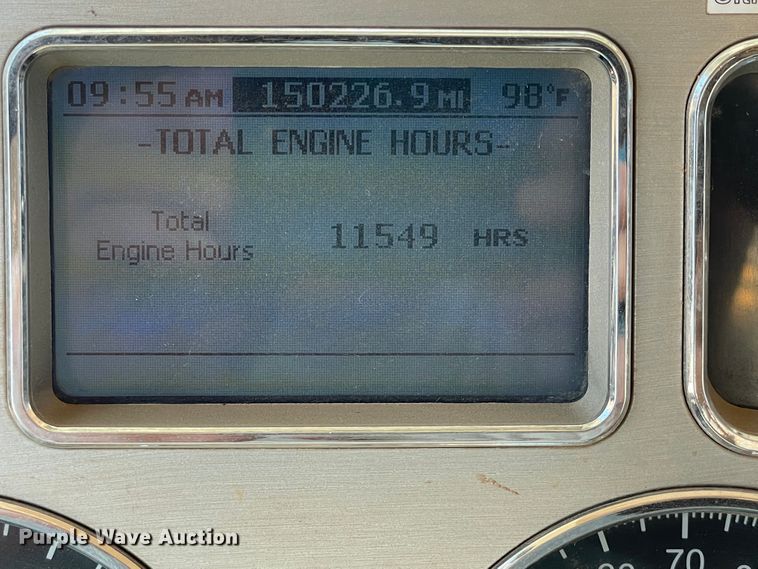 09:55 AM 150226.9 MI 98°F
-TOTAL ENGINE HOURS-
Total
Engine Hours 11549 HRS
70
Purple Wave Auction